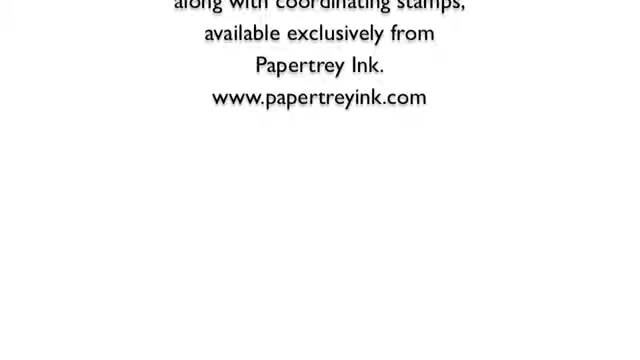 along with coordinating stamps,
available exclusively from
Papertrey Ink.
www.papertreyink.com